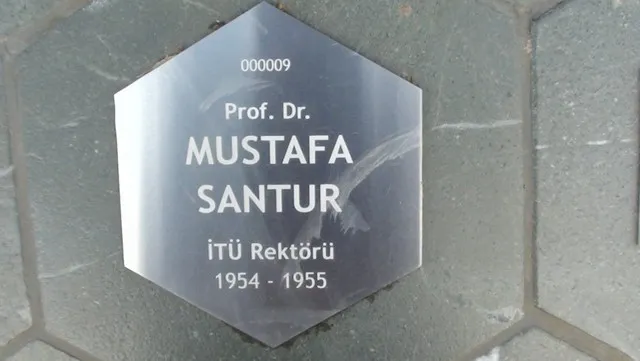 000009
Prof. Dr.
MUSTAFA
SANTUR
İTÜ Rektörü
1954 - 1955